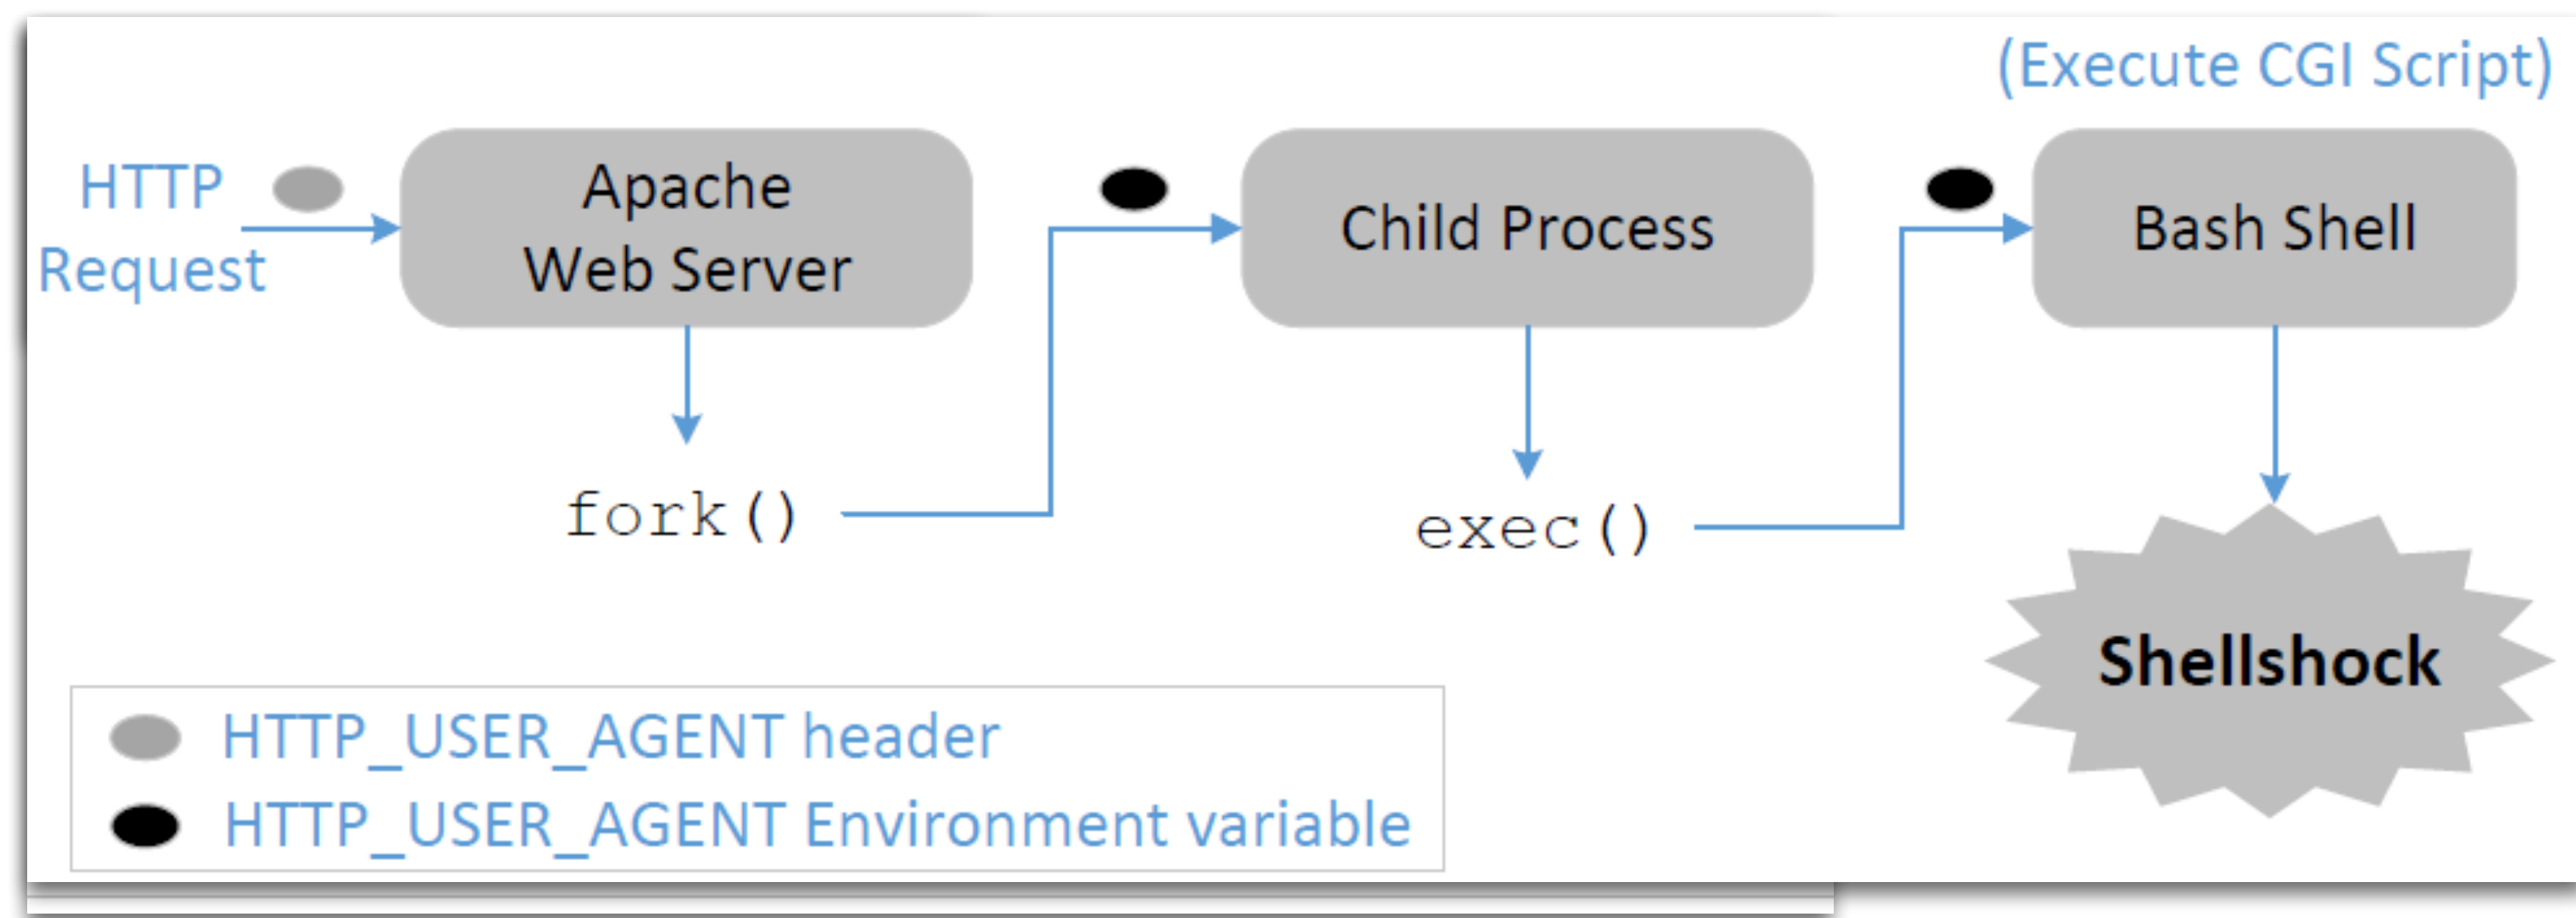 (Execute CGI Script)
HTTP
Request
Apache
Web Server
Child Process
Bash Shell
fork()
exec()
Shellshock
HTTP_USER_AGENT header
HTTP_USER_AGENT Environment variable